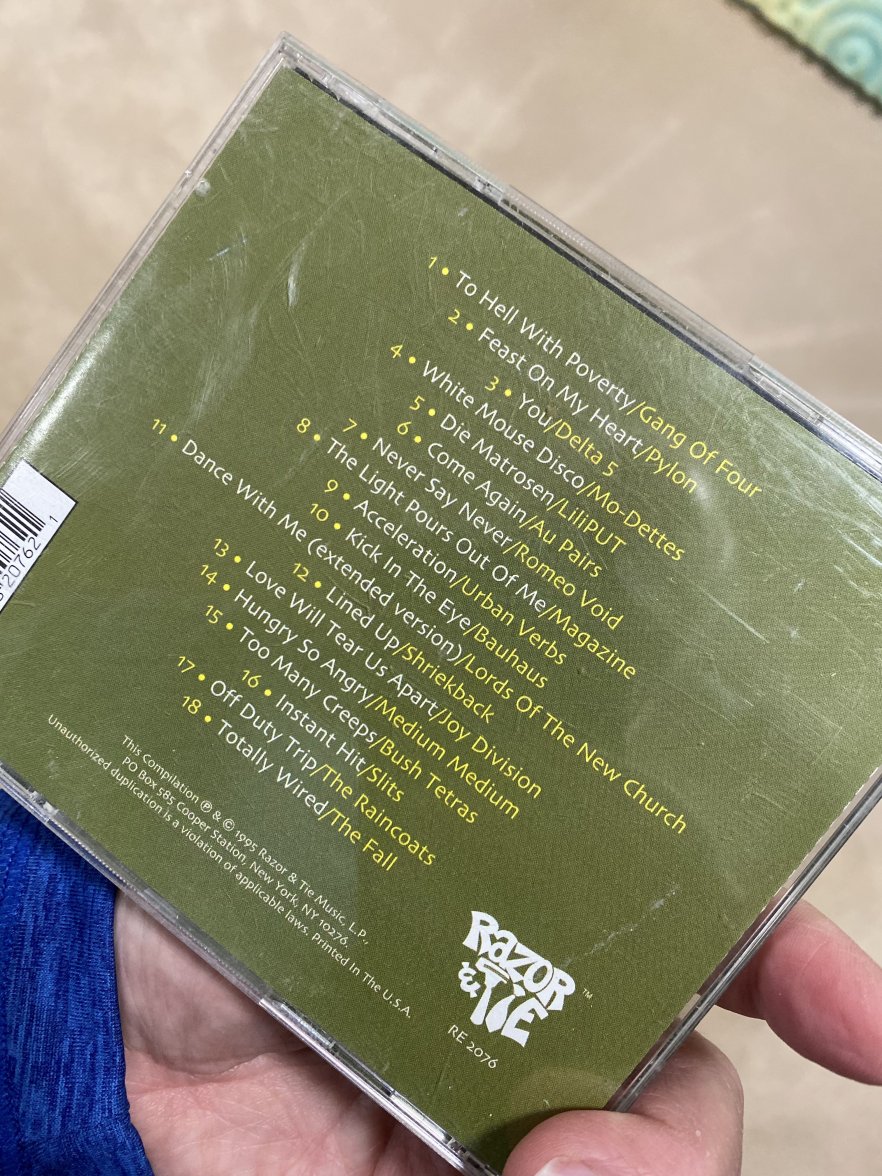 1 • To Hell With Poverty/Gang Of Four
2 • Feast On My Heart/Pylon
3 • You/Delta 5
4 • White Mouse Disco/Mo-Dettes
5 • Die Matrosen/LiliPUT
6 • Come Again/Au Pairs
7 • Never Say Never/Romeo Void
8 • The Light Pours Out Of Me/Magazine
9 • Acceleration/Urban Verbs
10 • Kick In The Eye/Bauhaus
11 • Dance With Me (extended version)/Lords Of The New Church
12 • Lined Up/Shriekback
13 • Love Will Tear Us Apart/Joy Division
14 • Hungry So Angry/Medium Medium
15 • Too Many Creeps/Bush Tetras
16 • Instant Hit/Slits
17 • Off Duty Trip/The Raincoats
18 • Totally Wired/The Fall
This Compilation ℗ & © 1995 Razor & Tie Music, L.P.,
PO Box 585 Cooper Station, New York, NY 10276.
Unauthorized duplication is a violation of applicable laws. Printed In The U.S.A.
RAZOR
& TIE™
RE 2076
20762 1